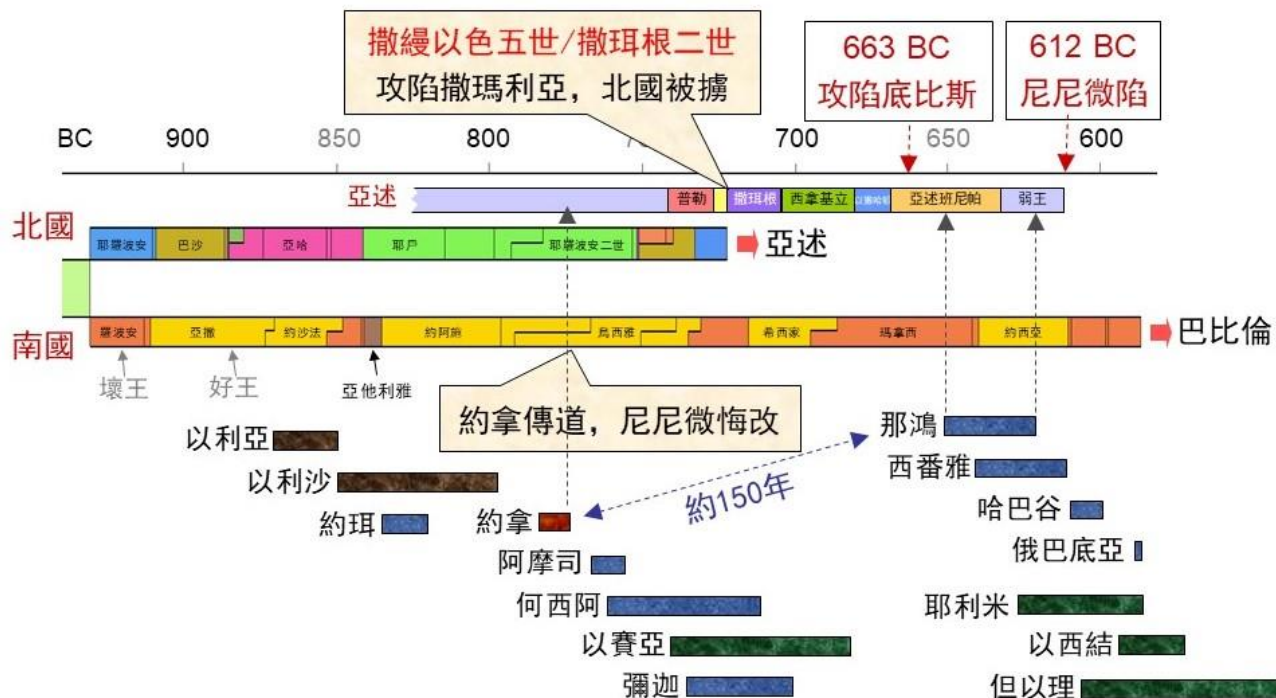 撒縵以色五世/撒珥根二世
攻陷撒瑪利亞，北國被擄
663 BC
攻陷底比斯
612 BC
尼尼微陷
BC 900 850 800 700 650 600
亞述 普勒 撒珥根 西拿基立 亞述班尼帕 弱王
北國
耶羅波安 巴沙 亞哈 耶戶 耶羅波安二世 亞述
南國
羅波安 亞撒 約沙法 約阿施 烏西雅 希西家 瑪拿西 約西亞 巴比倫
壞王 好王 亞他利雅
約拿傳道，尼尼微悔改
以利亞
那鴻
以利沙
西番雅
約珥
約拿
約150年
哈巴谷
阿摩司
俄巴底亞
何西阿
耶利米
以賽亞
以西結
彌迦
但以理